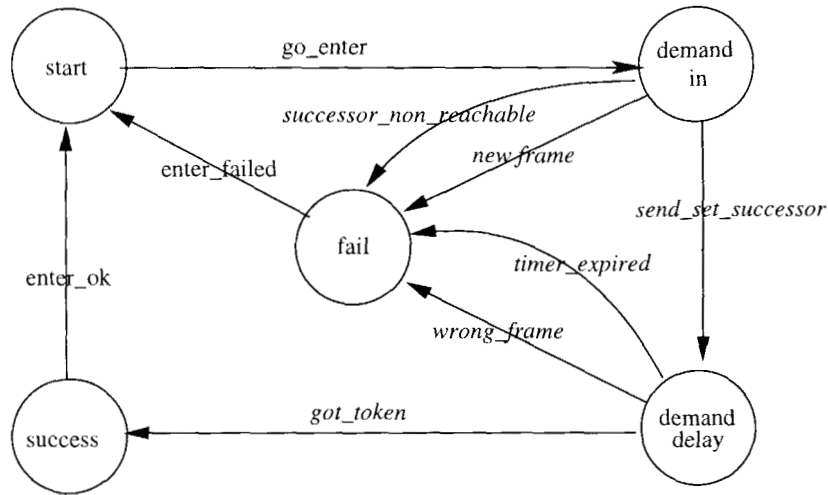 go_enter
start
demand
in
successor_non_reachable
new frame
enter_failed
send_set_successor
fail
timer_expired
enter_ok
wrong_frame
got_token
demand
delay
success